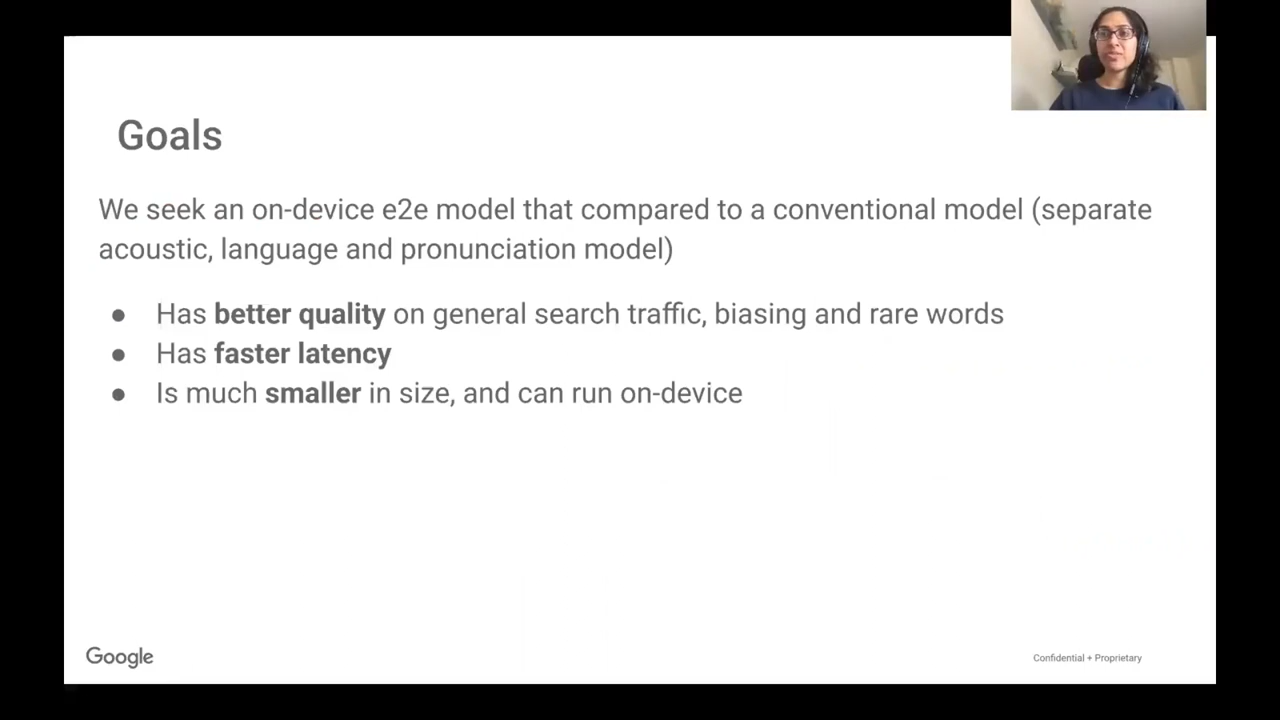 Goals
We seek an on-device e2e model that compared to a conventional model (separate
acoustic, language and pronunciation model)
● Has better quality on general search traffic, biasing and rare words
● Has faster latency
● Is much smaller in size, and can run on-device
Google
Confidential + Proprietary